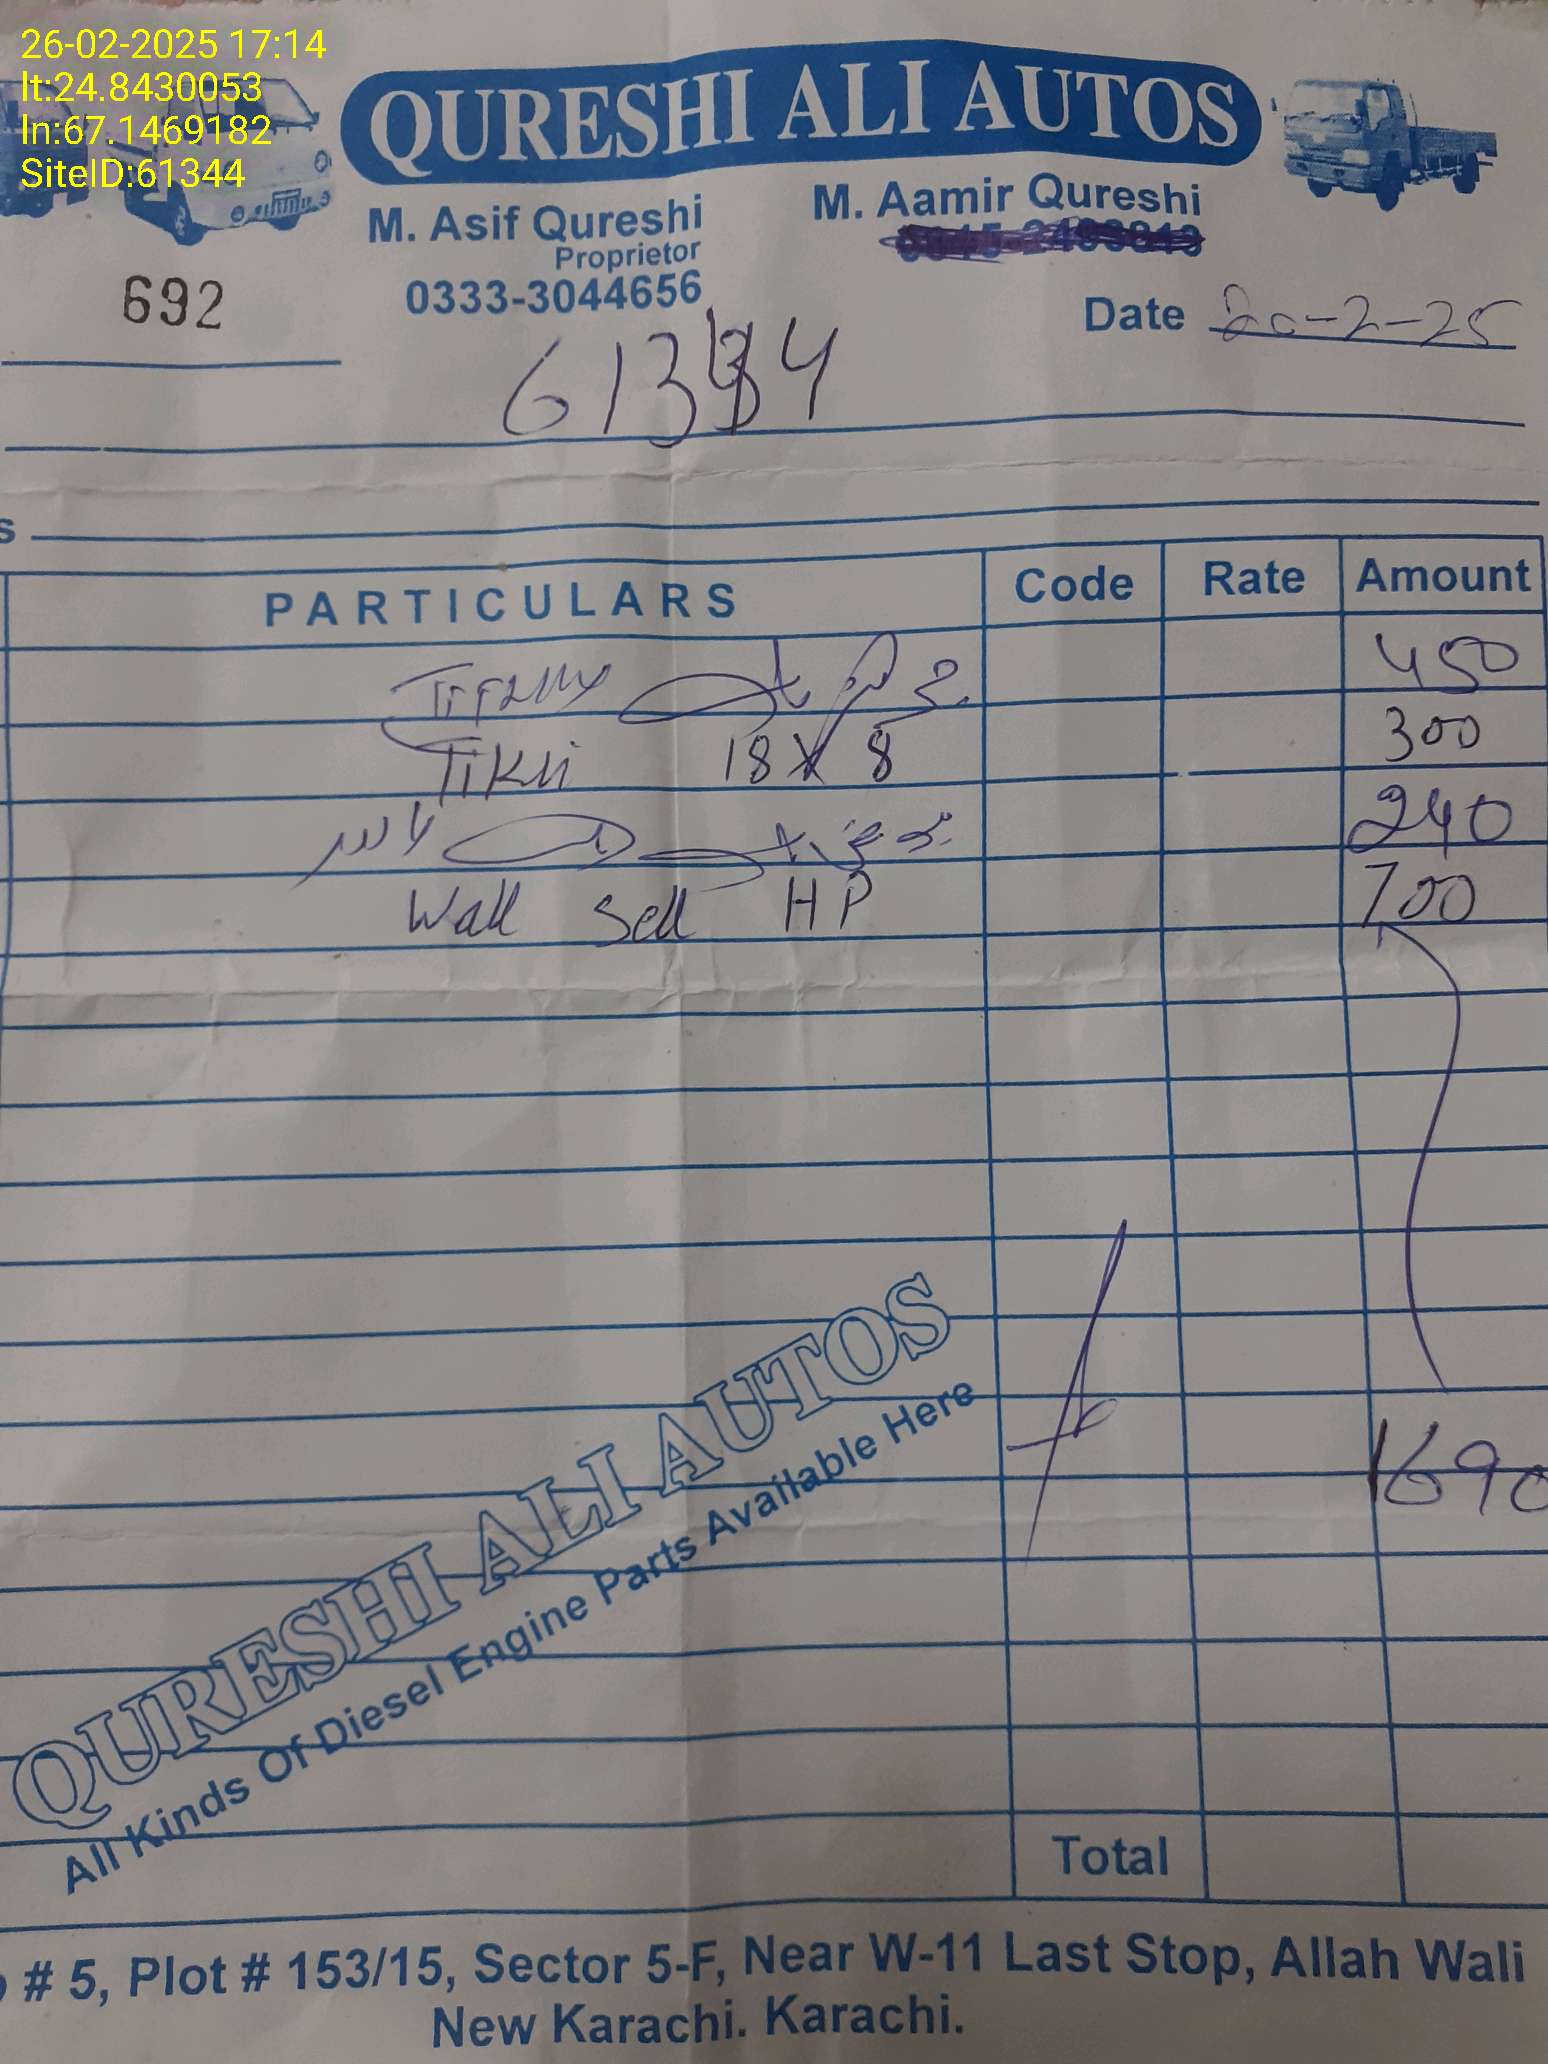 26-02-2025 17:14
lt:24.8430053
ln:67.1469182
SiteID:61344
QURESHI ALI AUTOS
M. Asif Qureshi
Proprietor
0333-3044656
M. Aamir Qureshi
692
Date 20-2-25
s
PARTICULARS Code Rate Amount
450
Tikli 18 x 8 300
240
Wall Sell HP 700
1690
QURESHI ALI AUTOS
All Kinds Of Diesel Engine Parts Available Here
Total
# 5, Plot # 153/15, Sector 5-F, Near W-11 Last Stop, Allah Wali
New Karachi. Karachi.